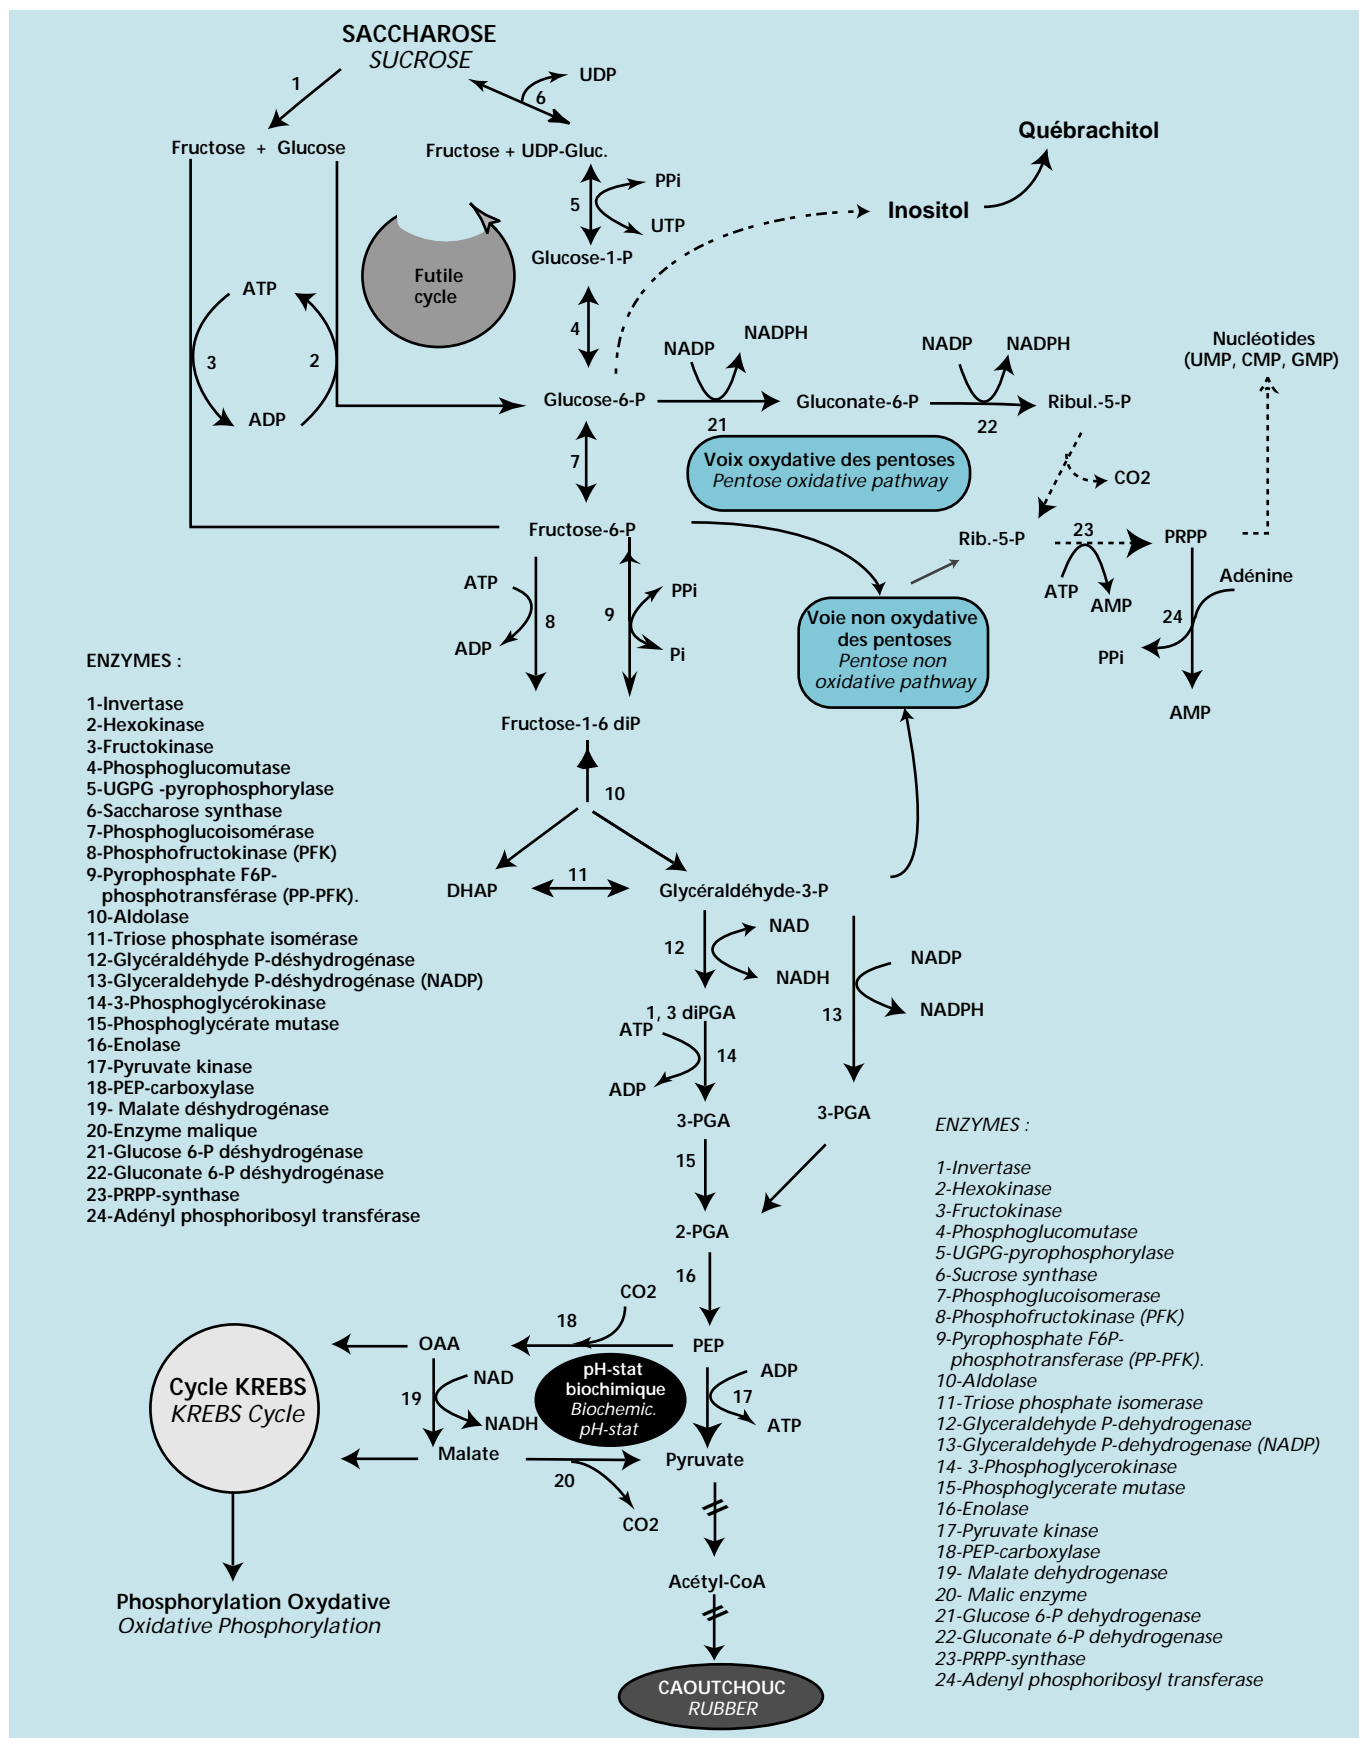 SACCHAROSE
SUCROSE
1
UDP
6
Fructose + Glucose
Fructose + UDP-Gluc.
Québrachitol
PPi
5
UTP
Inositol
Glucose-1-P
Futile
cycle
ATP
4
3
2
ADP
NADP
NADPH
NADP
NADPH
Nucléotides
(UMP, CMP, GMP)
Glucose-6-P
Gluconate-6-P
Ribul.-5-P
21
22
7
Voix oxydative des pentoses
Pentose oxidative pathway
CO2
Fructose-6-P
Rib.-5-P
23
PRPP
ATP
PPi
ATP
AMP
Adénine
8
9
24
ADP
Pi
PPi
Voie non oxydative
des pentoses
Pentose non
oxidative pathway
AMP
Fructose-1-6 diP
10
DHAP
11
Glycéraldéhyde-3-P
12
NAD
NADH
NADP
13
NADPH
1, 3 diPGA
ATP
14
ADP
3-PGA
3-PGA
15
2-PGA
16
CO2
18
OAA
PEP
Cycle KREBS
KREBS Cycle
19
NAD
NADH
pH-stat
biochimique
Biochemic.
pH-stat
ADP
17
ATP
Malate
Pyruvate
20
CO2
Acétyl-CoA
Phosphorylation Oxydative
Oxidative Phosphorylation
CAOUTCHOUC
RUBBER
ENZYMES :
1-Invertase
2-Hexokinase
3-Fructokinase
4-Phosphoglucomutase
5-UGPG -pyrophosphorylase
6-Saccharose synthase
7-Phosphoglucoisomérase
8-Phosphofructokinase (PFK)
9-Pyrophosphate F6P-
phosphotransférase (PP-PFK).
10-Aldolase
11-Triose phosphate isomérase
12-Glycéraldéhyde P-déshydrogénase
13-Glyceraldéhyde P-déshydrogénase (NADP)
14-3-Phosphoglycérokinase
15-Phosphoglycérate mutase
16-Enolase
17-Pyruvate kinase
18-PEP-carboxylase
19- Malate déshydrogénase
20-Enzyme malique
21-Glucose 6-P déshydrogénase
22-Gluconate 6-P déshydrogénase
23-PRPP-synthase
24-Adényl phosphoribosyl transférase
ENZYMES :
1-Invertase
2-Hexokinase
3-Fructokinase
4-Phosphoglucomutase
5-UGPG-pyrophosphorylase
6-Sucrose synthase
7-Phosphoglucoisomerase
8-Phosphofructokinase (PFK)
9-Pyrophosphate F6P-
phosphotransferase (PP-PFK).
10-Aldolase
11-Triose phosphate isomerase
12-Glyceraldehyde P-dehydrogenase
13-Glyceraldehyde P-dehydrogenase (NADP)
14- 3-Phosphoglycerokinase
15-Phosphoglycerate mutase
16-Enolase
17-Pyruvate kinase
18-PEP-carboxylase
19- Malate dehydrogenase
20- Malic enzyme
21-Glucose 6-P dehydrogenase
22-Gluconate 6-P dehydrogenase
23-PRPP-synthase
24-Adenyl phosphoribosyl transferase